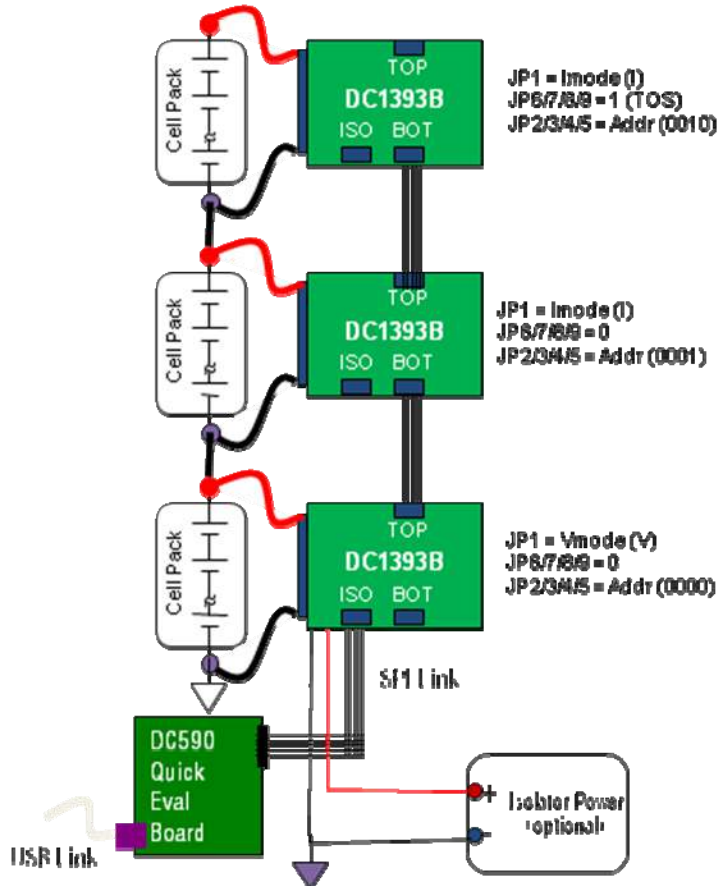 Cell Pack
TOP
DC1393B
ISO BOT
JP1 = Imode (I)
JP6/7/8/9 = 1 (TOS)
JP2/3/4/5 = Addr (0010)
Cell Pack
TOP
DC1393B
ISO BOT
JP1 = Imode (I)
JP6/7/8/9 = 0
JP2/3/4/5 = Addr (0001)
Cell Pack
TOP
DC1393B
ISO BOT
JP1 = Vmode (V)
JP6/7/8/9 = 0
JP2/3/4/5 = Addr (0000)
SPI Link
DC590
Quick
Eval
Board
USB Link
+
Isolator Power
(optional)
-